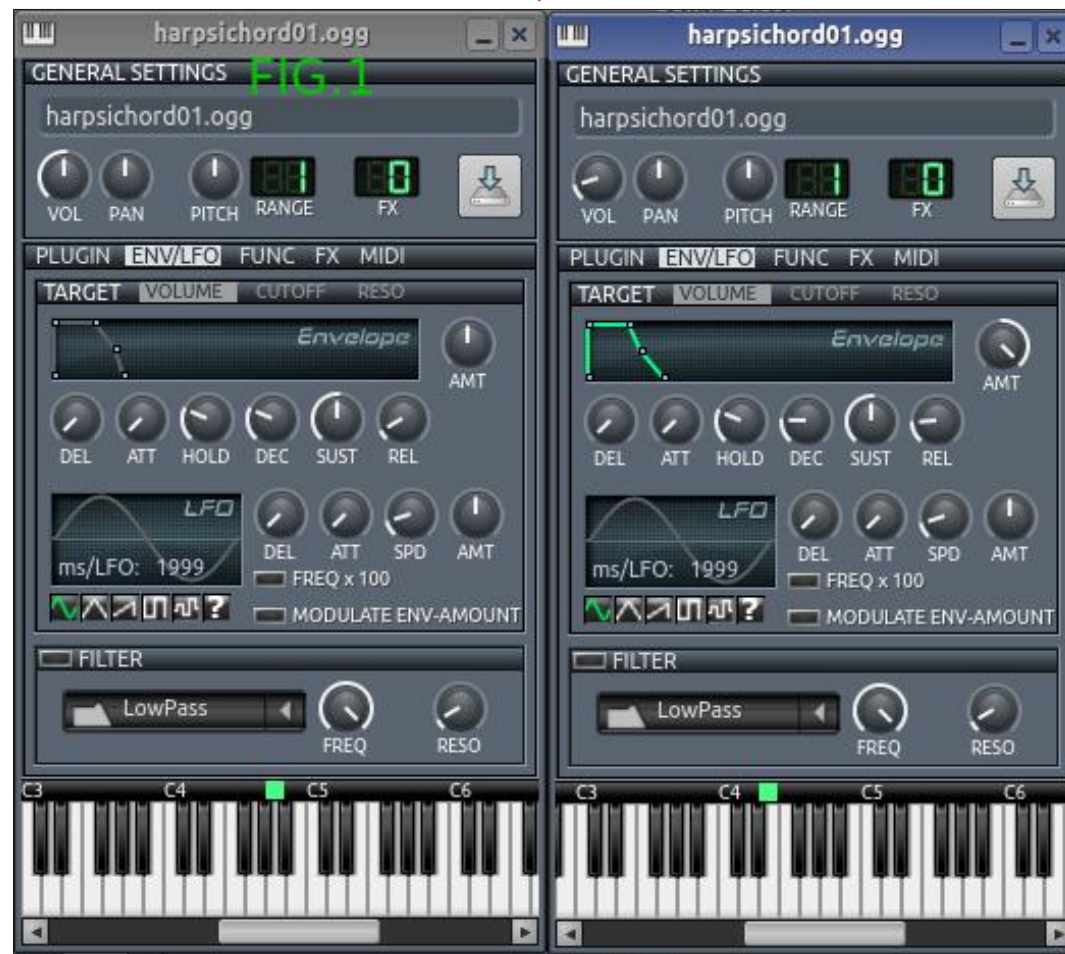 harpsichord01.ogg
GENERAL SETTINGS
FIG.1
harpsichord01.ogg
1 0
VOL PAN PITCH RANGE FX
PLUGIN ENV/LFO FUNC FX MIDI
TARGET VOLUME CUTOFF RESO
Envelope
AMT
DEL ATT HOLD DEC SUST REL
LFO
DEL ATT SPD AMT
ms/LFO: 1999
FREQ x 100
?
MODULATE ENV-AMOUNT
FILTER
LowPass
FREQ RESO
C3 C4 C5 C6
harpsichord01.ogg
GENERAL SETTINGS
harpsichord01.ogg
1 0
VOL PAN PITCH RANGE FX
PLUGIN ENV/LFO FUNC FX MIDI
TARGET VOLUME CUTOFF RESO
Envelope
AMT
DEL ATT HOLD DEC SUST REL
LFO
DEL ATT SPD AMT
ms/LFO: 1999
FREQ x 100
?
MODULATE ENV-AMOUNT
FILTER
LowPass
FREQ RESO
C3 C4 C5 C6